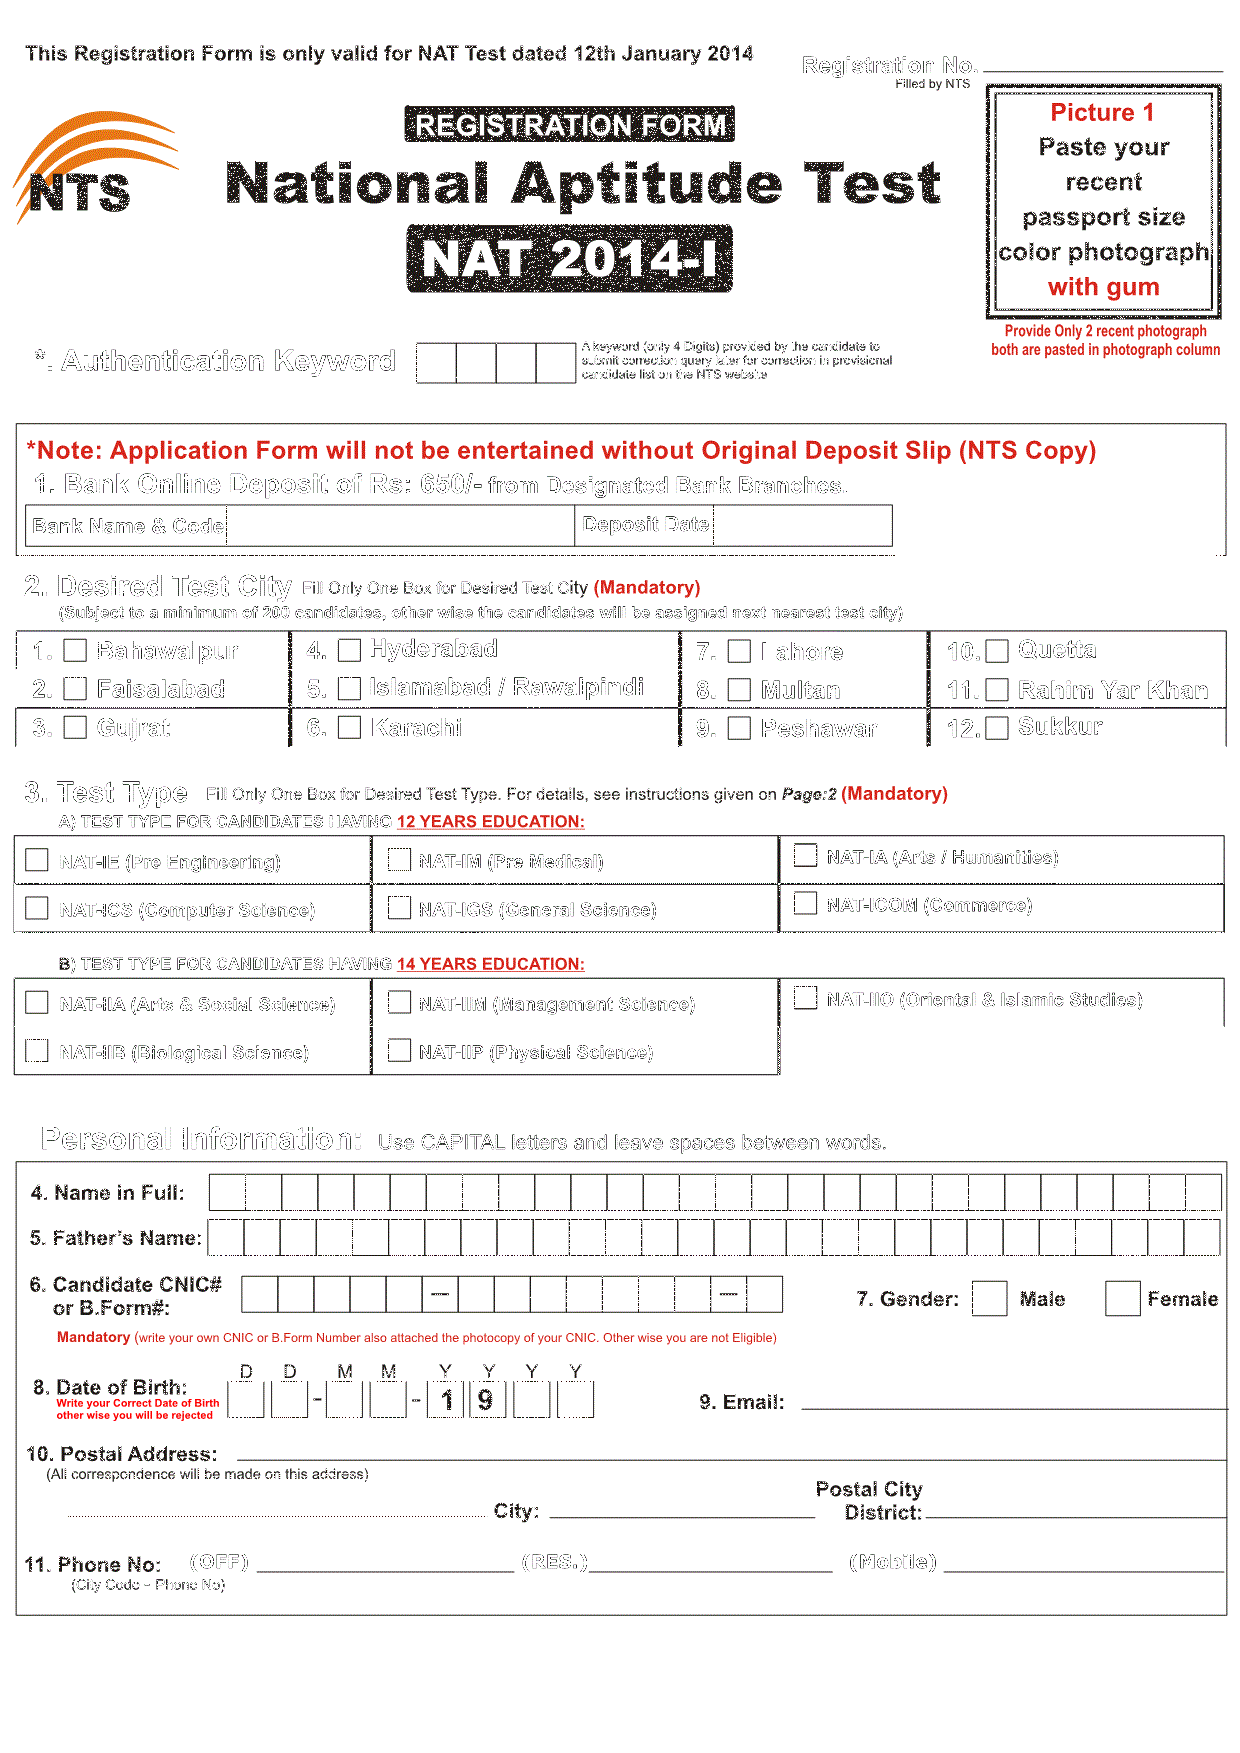 This Registration Form is only valid for NAT Test dated 12th January 2014
Registration No.
Filled by NTS
NTS
REGISTRATION FORM
National Aptitude Test
NAT 2014-I
Picture 1
Paste your
recent
passport size
color photograph
with gum
Provide Only 2 recent photograph
both are pasted in photograph column
*. Authentication Keyword
A keyword (only 4 Digits) provided by the candidate to
submit correction query later for correction in provisional
candidate list on the NTS website
*Note: Application Form will not be entertained without Original Deposit Slip (NTS Copy)
1. Bank Online Deposit of Rs: 650/- from Designated Bank Branches.
Bank Name & Code
Deposit Date
2. Desired Test City Fill Only One Box for Desired Test City (Mandatory)
(Subject to a minimum of 200 candidates, other wise the candidates will be assigned next nearest test city)
1. Bahawalpur 4. Hyderabad 7. Lahore 10. Quetta
2. Faisalabad 5. Islamabad / Rawalpindi 8. Multan 11. Rahim Yar Khan
3. Gujrat 6. Karachi 9. Peshawar 12. Sukkur
3. Test Type Fill Only One Box for Desired Test Type. For details, see instructions given on Page:2 (Mandatory)
A) TEST TYPE FOR CANDIDATES HAVING 12 YEARS EDUCATION:
NAT-IE (Pre Engineering) NAT-IM (Pre Medical) NAT-IA (Arts / Humanities)
NAT-ICS (Computer Science) NAT-IGS (General Science) NAT-ICOM (Commerce)
B) TEST TYPE FOR CANDIDATES HAVING 14 YEARS EDUCATION:
NAT-IIA (Arts & Social Science) NAT-IIM (Management Science) NAT-IIO (Oriental & Islamic Studies)
NAT-IIB (Biological Science) NAT-IIP (Physical Science)
Personal Information: Use CAPITAL letters and leave spaces between words.
4. Name in Full:
5. Father's Name:
6. Candidate CNIC#
or B.Form#:
7. Gender: Male Female
Mandatory (write your own CNIC or B.Form Number also attached the photocopy of your CNIC. Other wise you are not Eligible)
D D M M Y Y Y Y
8. Date of Birth: - - 1 9
Write your Correct Date of Birth
other wise you will be rejected
9. Email:
10. Postal Address:
(All correspondence will be made on this address)
City:
Postal City
District:
11. Phone No: (OFF) (RES.) (Mobile)
(City Code – Phone No)